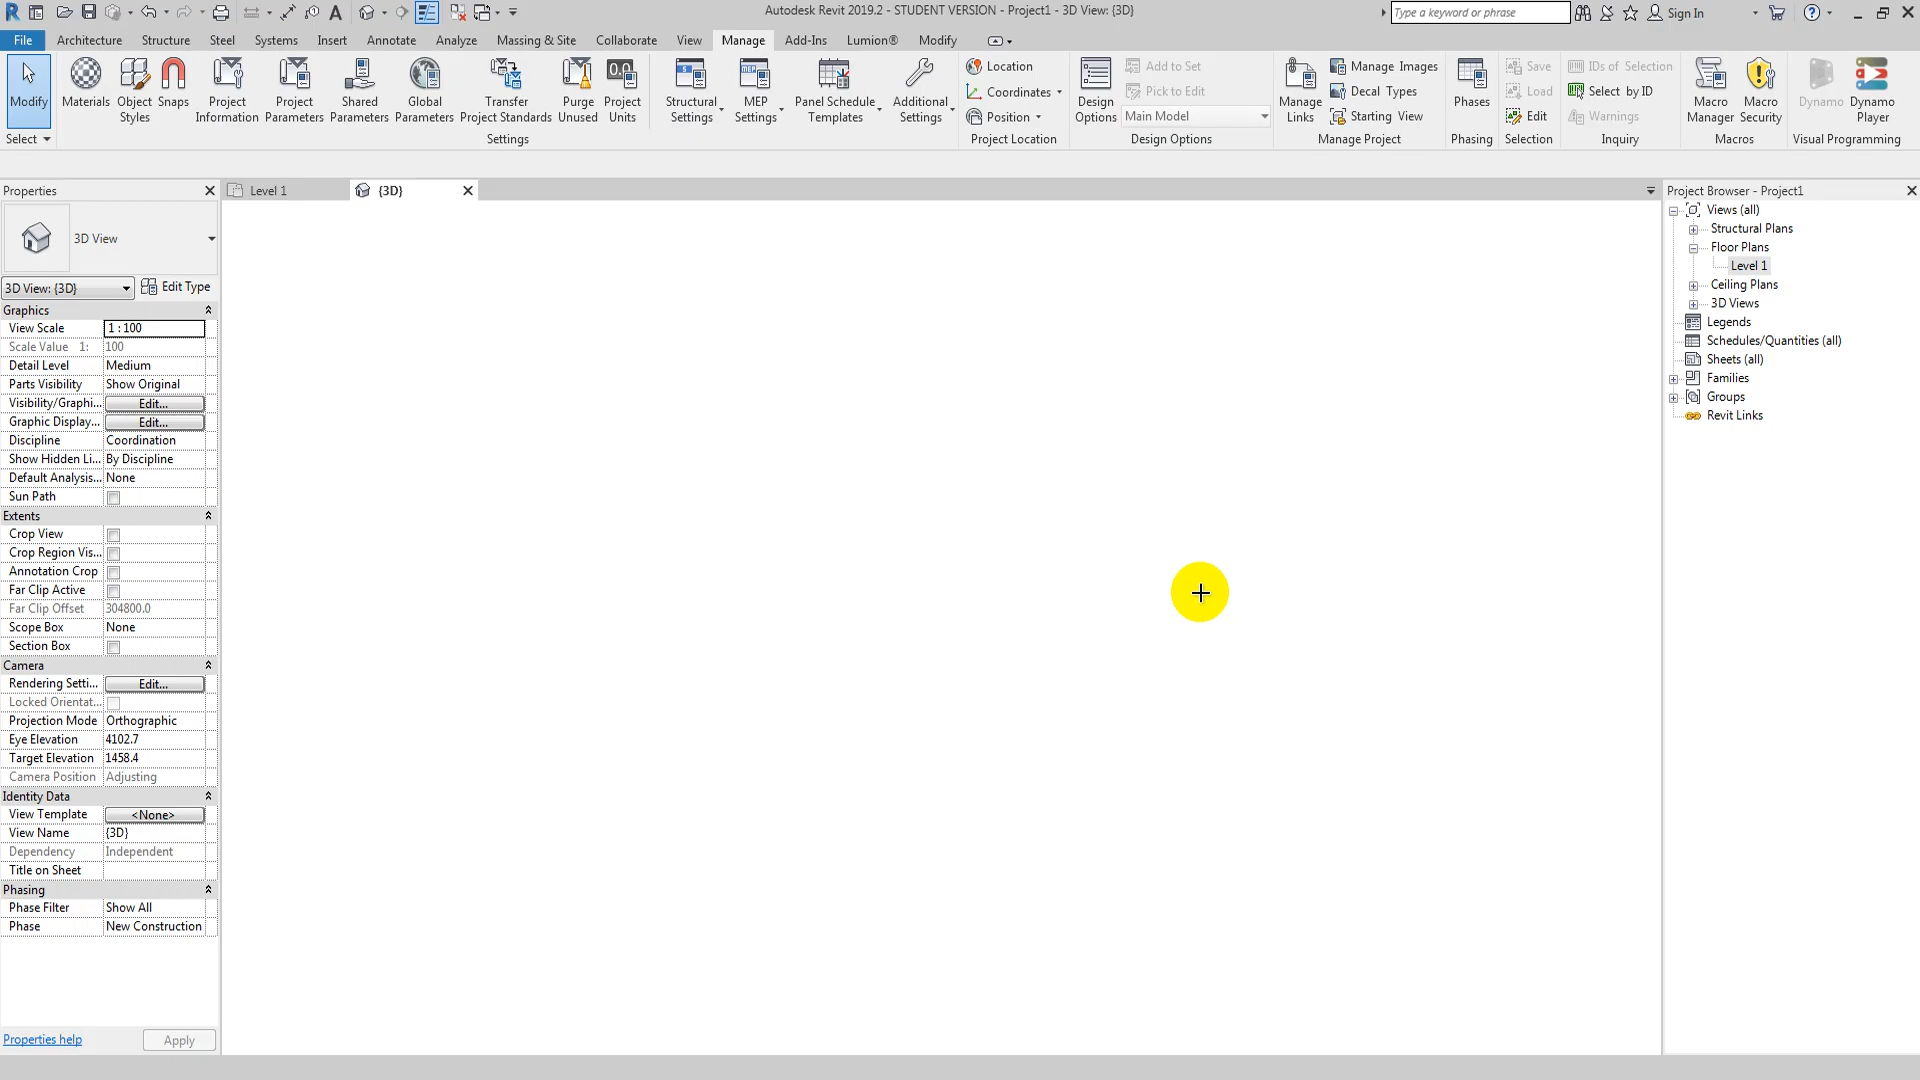 Autodesk Revit 2019.2 - STUDENT VERSION - Project1 - 3D View: {3D}
Type a keyword or phrase
Sign In
File Architecture Structure Steel Systems Insert Annotate Analyze Massing & Site Collaborate View Manage Add-Ins Lumion® Modify
Modify
Materials
Object Styles
Snaps
Project Information
Project Parameters
Shared Parameters
Global Parameters
Transfer Project Standards
Purge Unused
Project Units
Structural Settings
MEP Settings
Panel Schedule Templates
Additional Settings
Location
Coordinates
Position
Design Options
Add to Set
Pick to Edit
Main Model
Manage Links
Manage Images
Decal Types
Starting View
Phases
Save
Load
Edit
IDs of Selection
Select by ID
Warnings
Macro Manager
Macro Security
Dynamo
Dynamo Player
Select Settings Project Location Design Options Manage Project Phasing Selection Inquiry Macros Visual Programming
Properties
3D View
3D View: {3D} Edit Type
Graphics
View Scale 1 : 100
Scale Value 1: 100
Detail Level Medium
Parts Visibility Show Original
Visibility/Graphi... Edit...
Graphic Display... Edit...
Discipline Coordination
Show Hidden Li... By Discipline
Default Analysis... None
Sun Path
Extents
Crop View
Crop Region Vis...
Annotation Crop
Far Clip Active
Far Clip Offset 304800.0
Scope Box None
Section Box
Camera
Rendering Setti... Edit...
Locked Orientat...
Projection Mode Orthographic
Eye Elevation 4102.7
Target Elevation 1458.4
Camera Position Adjusting
Identity Data
View Template <None>
View Name {3D}
Dependency Independent
Title on Sheet
Phasing
Phase Filter Show All
Phase New Construction
Properties help Apply
Level 1 {3D}
Project Browser - Project1
Views (all)
Structural Plans
Floor Plans
Level 1
Ceiling Plans
3D Views
Legends
Schedules/Quantities (all)
Sheets (all)
Families
Groups
Revit Links